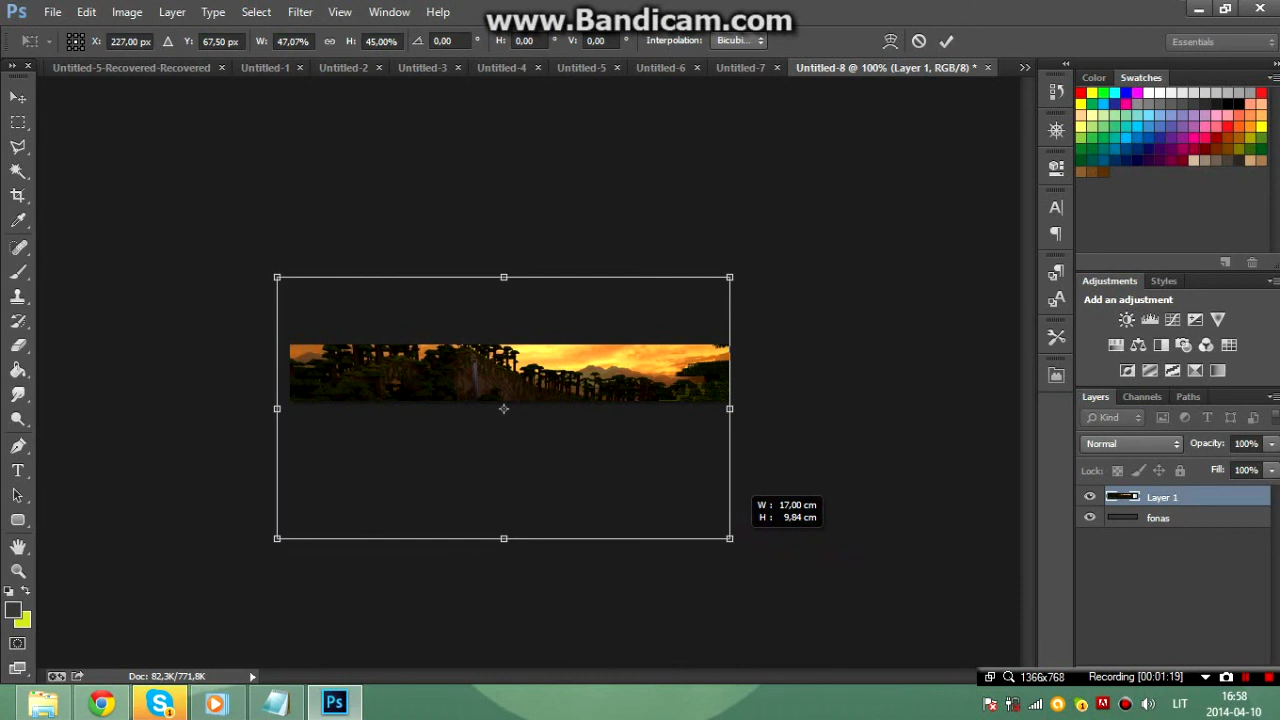 www.Bandicam.com
Ps File Edit Image Layer Type Select Filter View Window Help
X: 227,00 px Y: 67,50 px W: 47,07% H: 45,00% 0,00 ° H: 0,00 ° V: 0,00 ° Interpolation: Bicubi... Essentials
Untitled-5-Recovered-Recovered × Untitled-1 × Untitled-2 × Untitled-3 × Untitled-4 × Untitled-5 × Untitled-6 × Untitled-7 × Untitled-8 @ 100% (Layer 1, RGB/8) * ×
Color Swatches
Adjustments Styles
Add an adjustment
Layers Channels Paths
Kind
Normal Opacity: 100%
Lock: Fill: 100%
Layer 1
fonas
W: 17,00 cm
H: 9,84 cm
Doc: 82,3K/771,8K
1366x768 Recording [00:01:19]
Ps LIT 16:58
2014-04-10